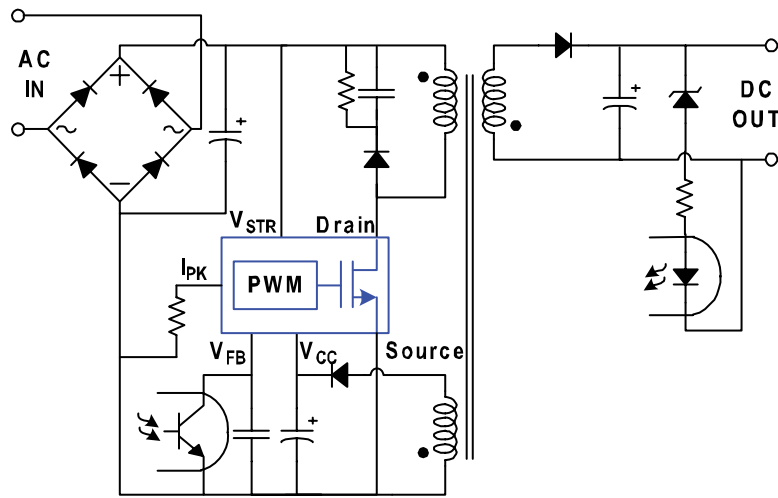 AC
IN
+
~
~
−
+
+
DC
OUT
VSTR
Drain
IPK
PWM
VFB
VCC
Source
+